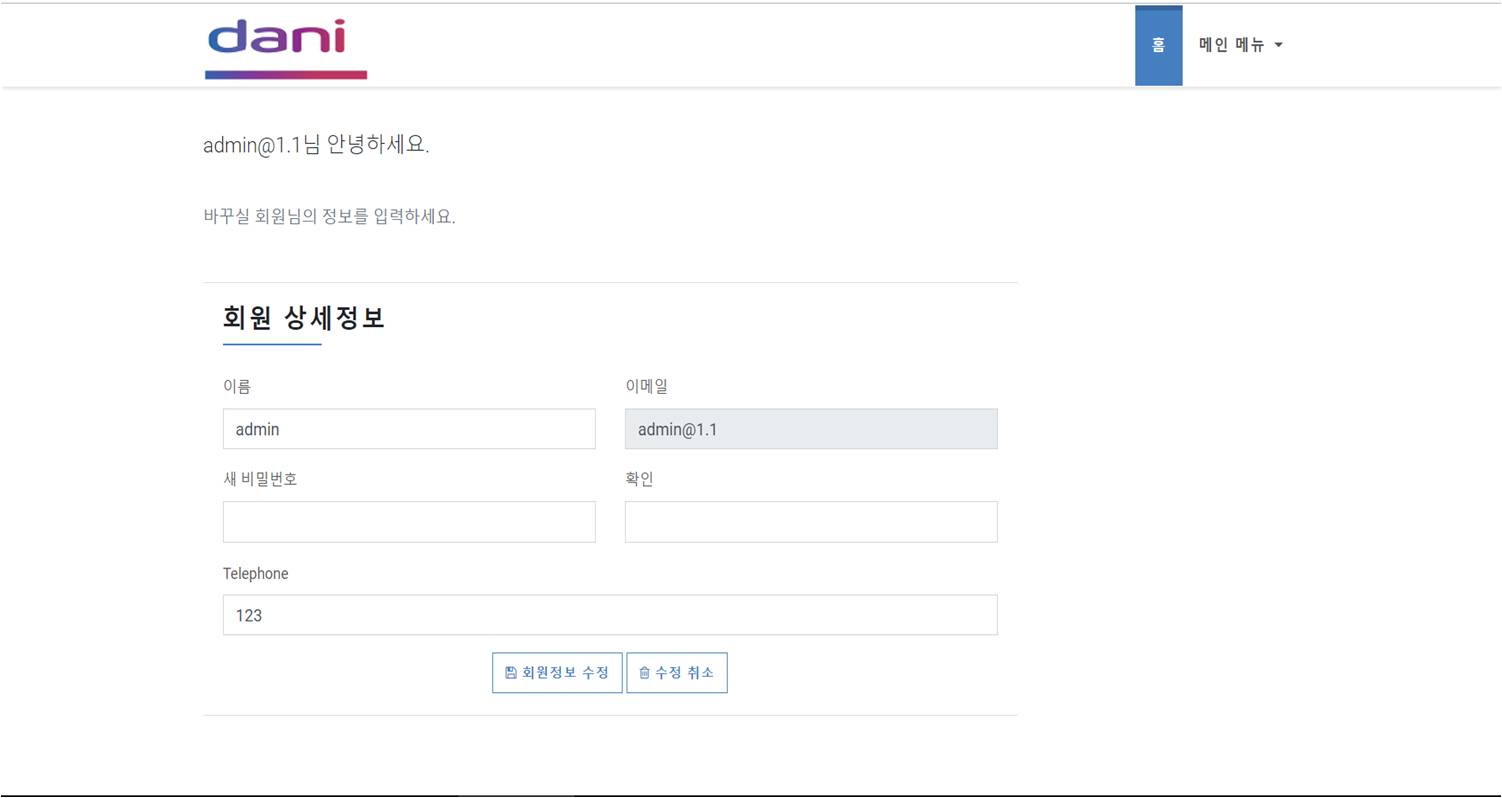 dani
홈 메인 메뉴
admin@1.1님 안녕하세요.
바꾸실 회원님의 정보를 입력하세요.
회원 상세정보
이름 이메일
admin admin@1.1
새 비밀번호 확인
Telephone
123
회원정보 수정 수정 취소